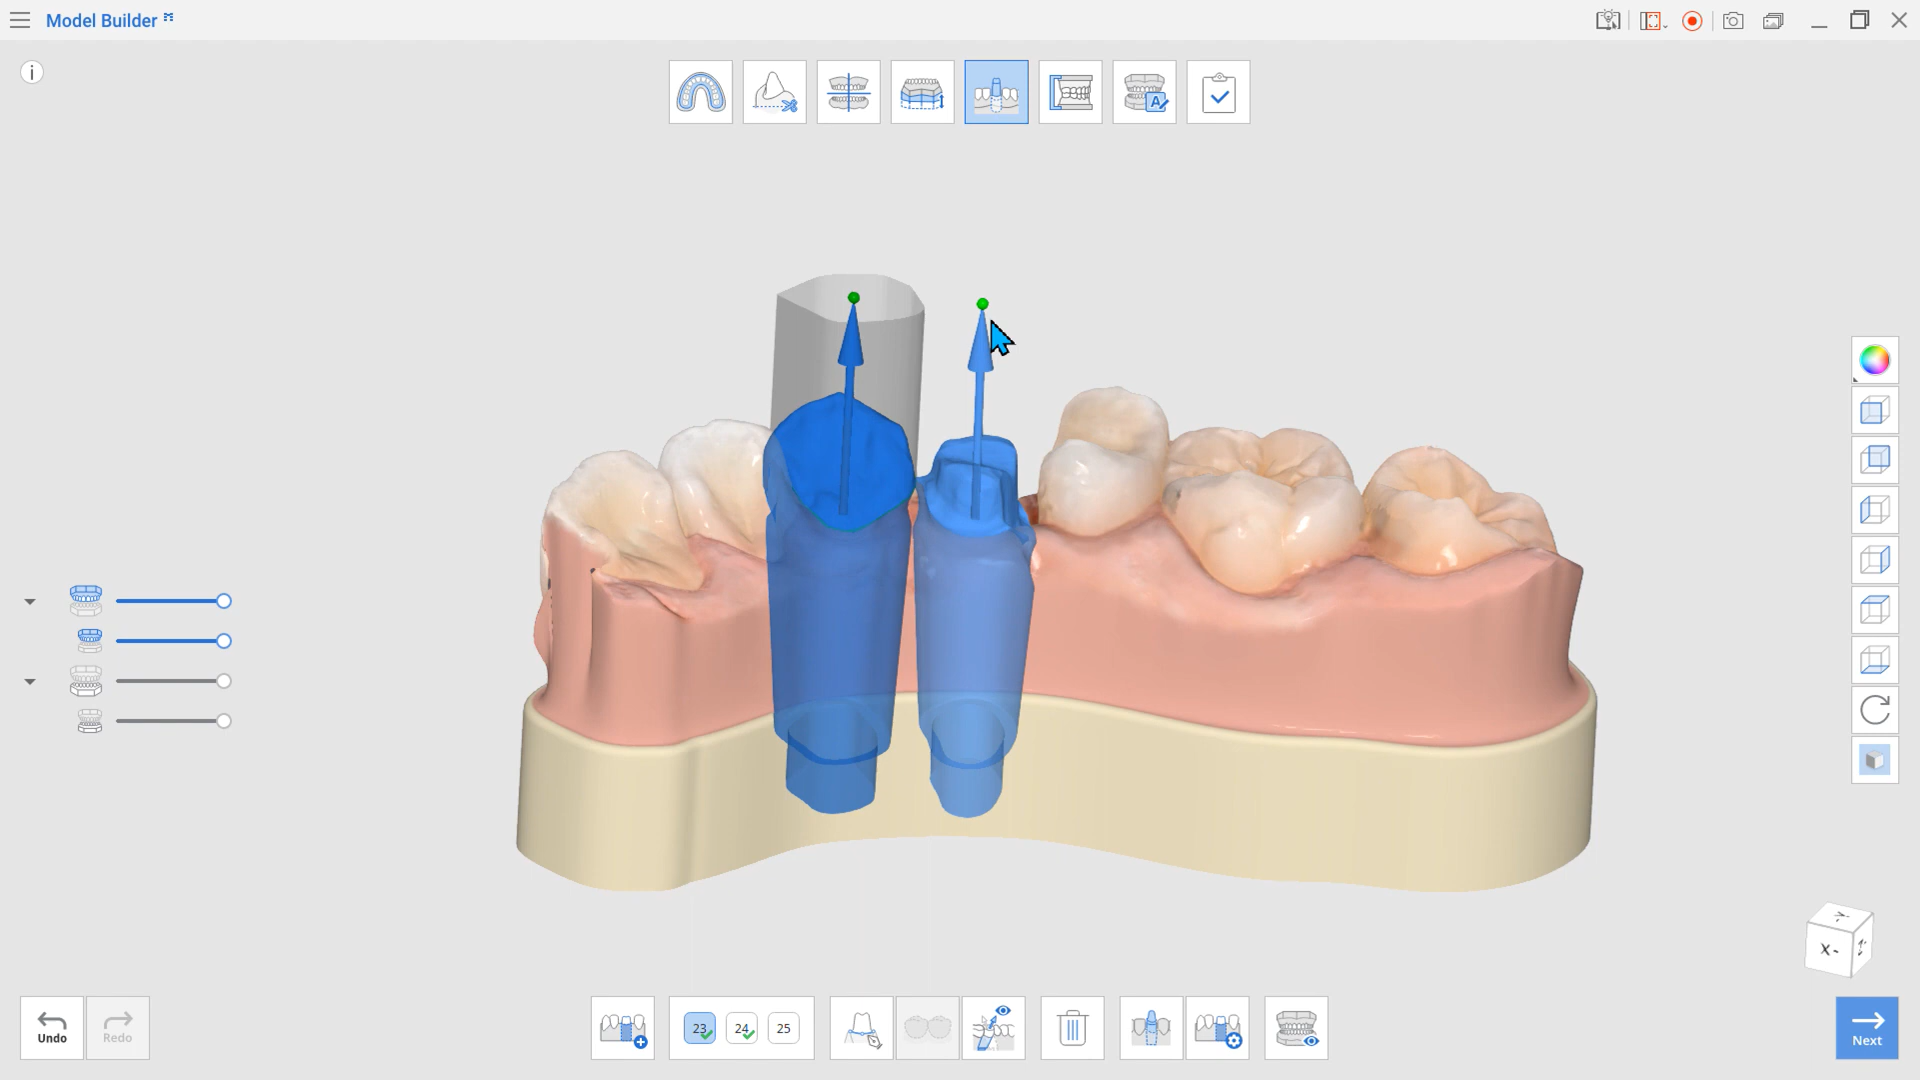 Model Builder
i
A
X-
Y-
Undo
Redo
23
24
25
Next